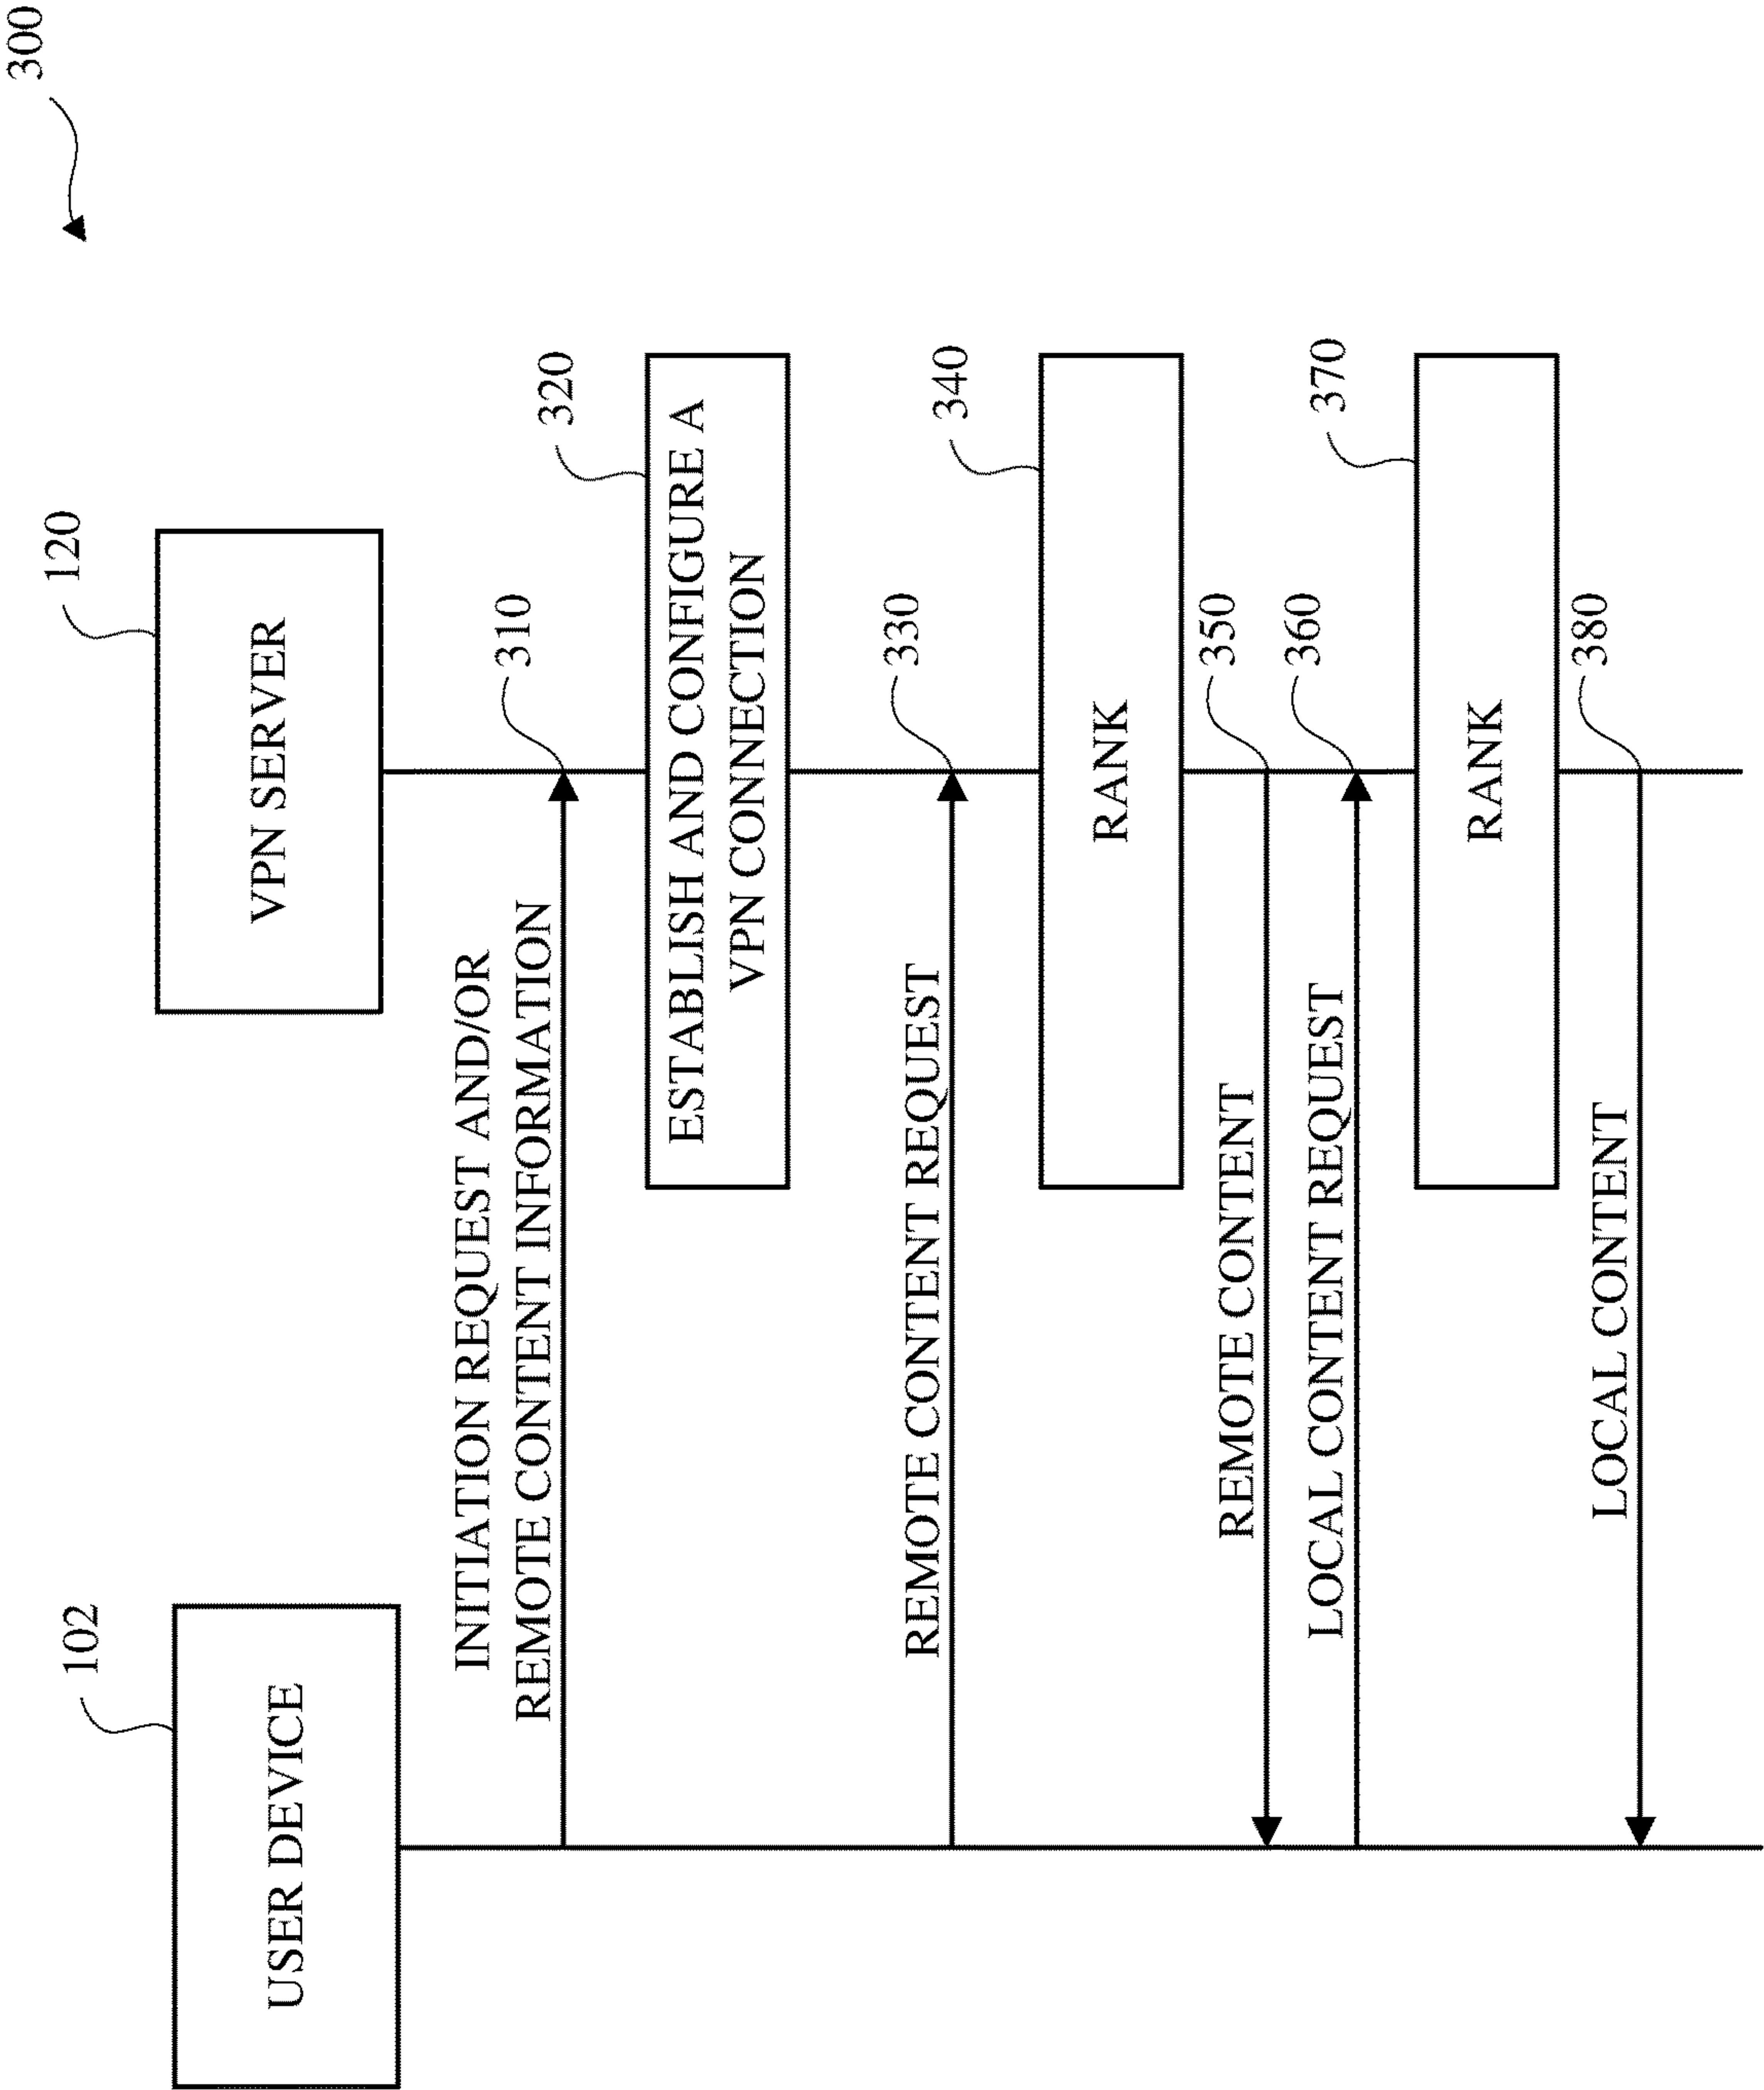 300
102
USER DEVICE
120
VPN SERVER
INITIATION REQUEST AND/OR
REMOTE CONTENT INFORMATION
310
320
ESTABLISH AND CONFIGURE A
VPN CONNECTION
REMOTE CONTENT REQUEST
330
340
RANK
REMOTE CONTENT
350
LOCAL CONTENT REQUEST
360
370
RANK
LOCAL CONTENT
380